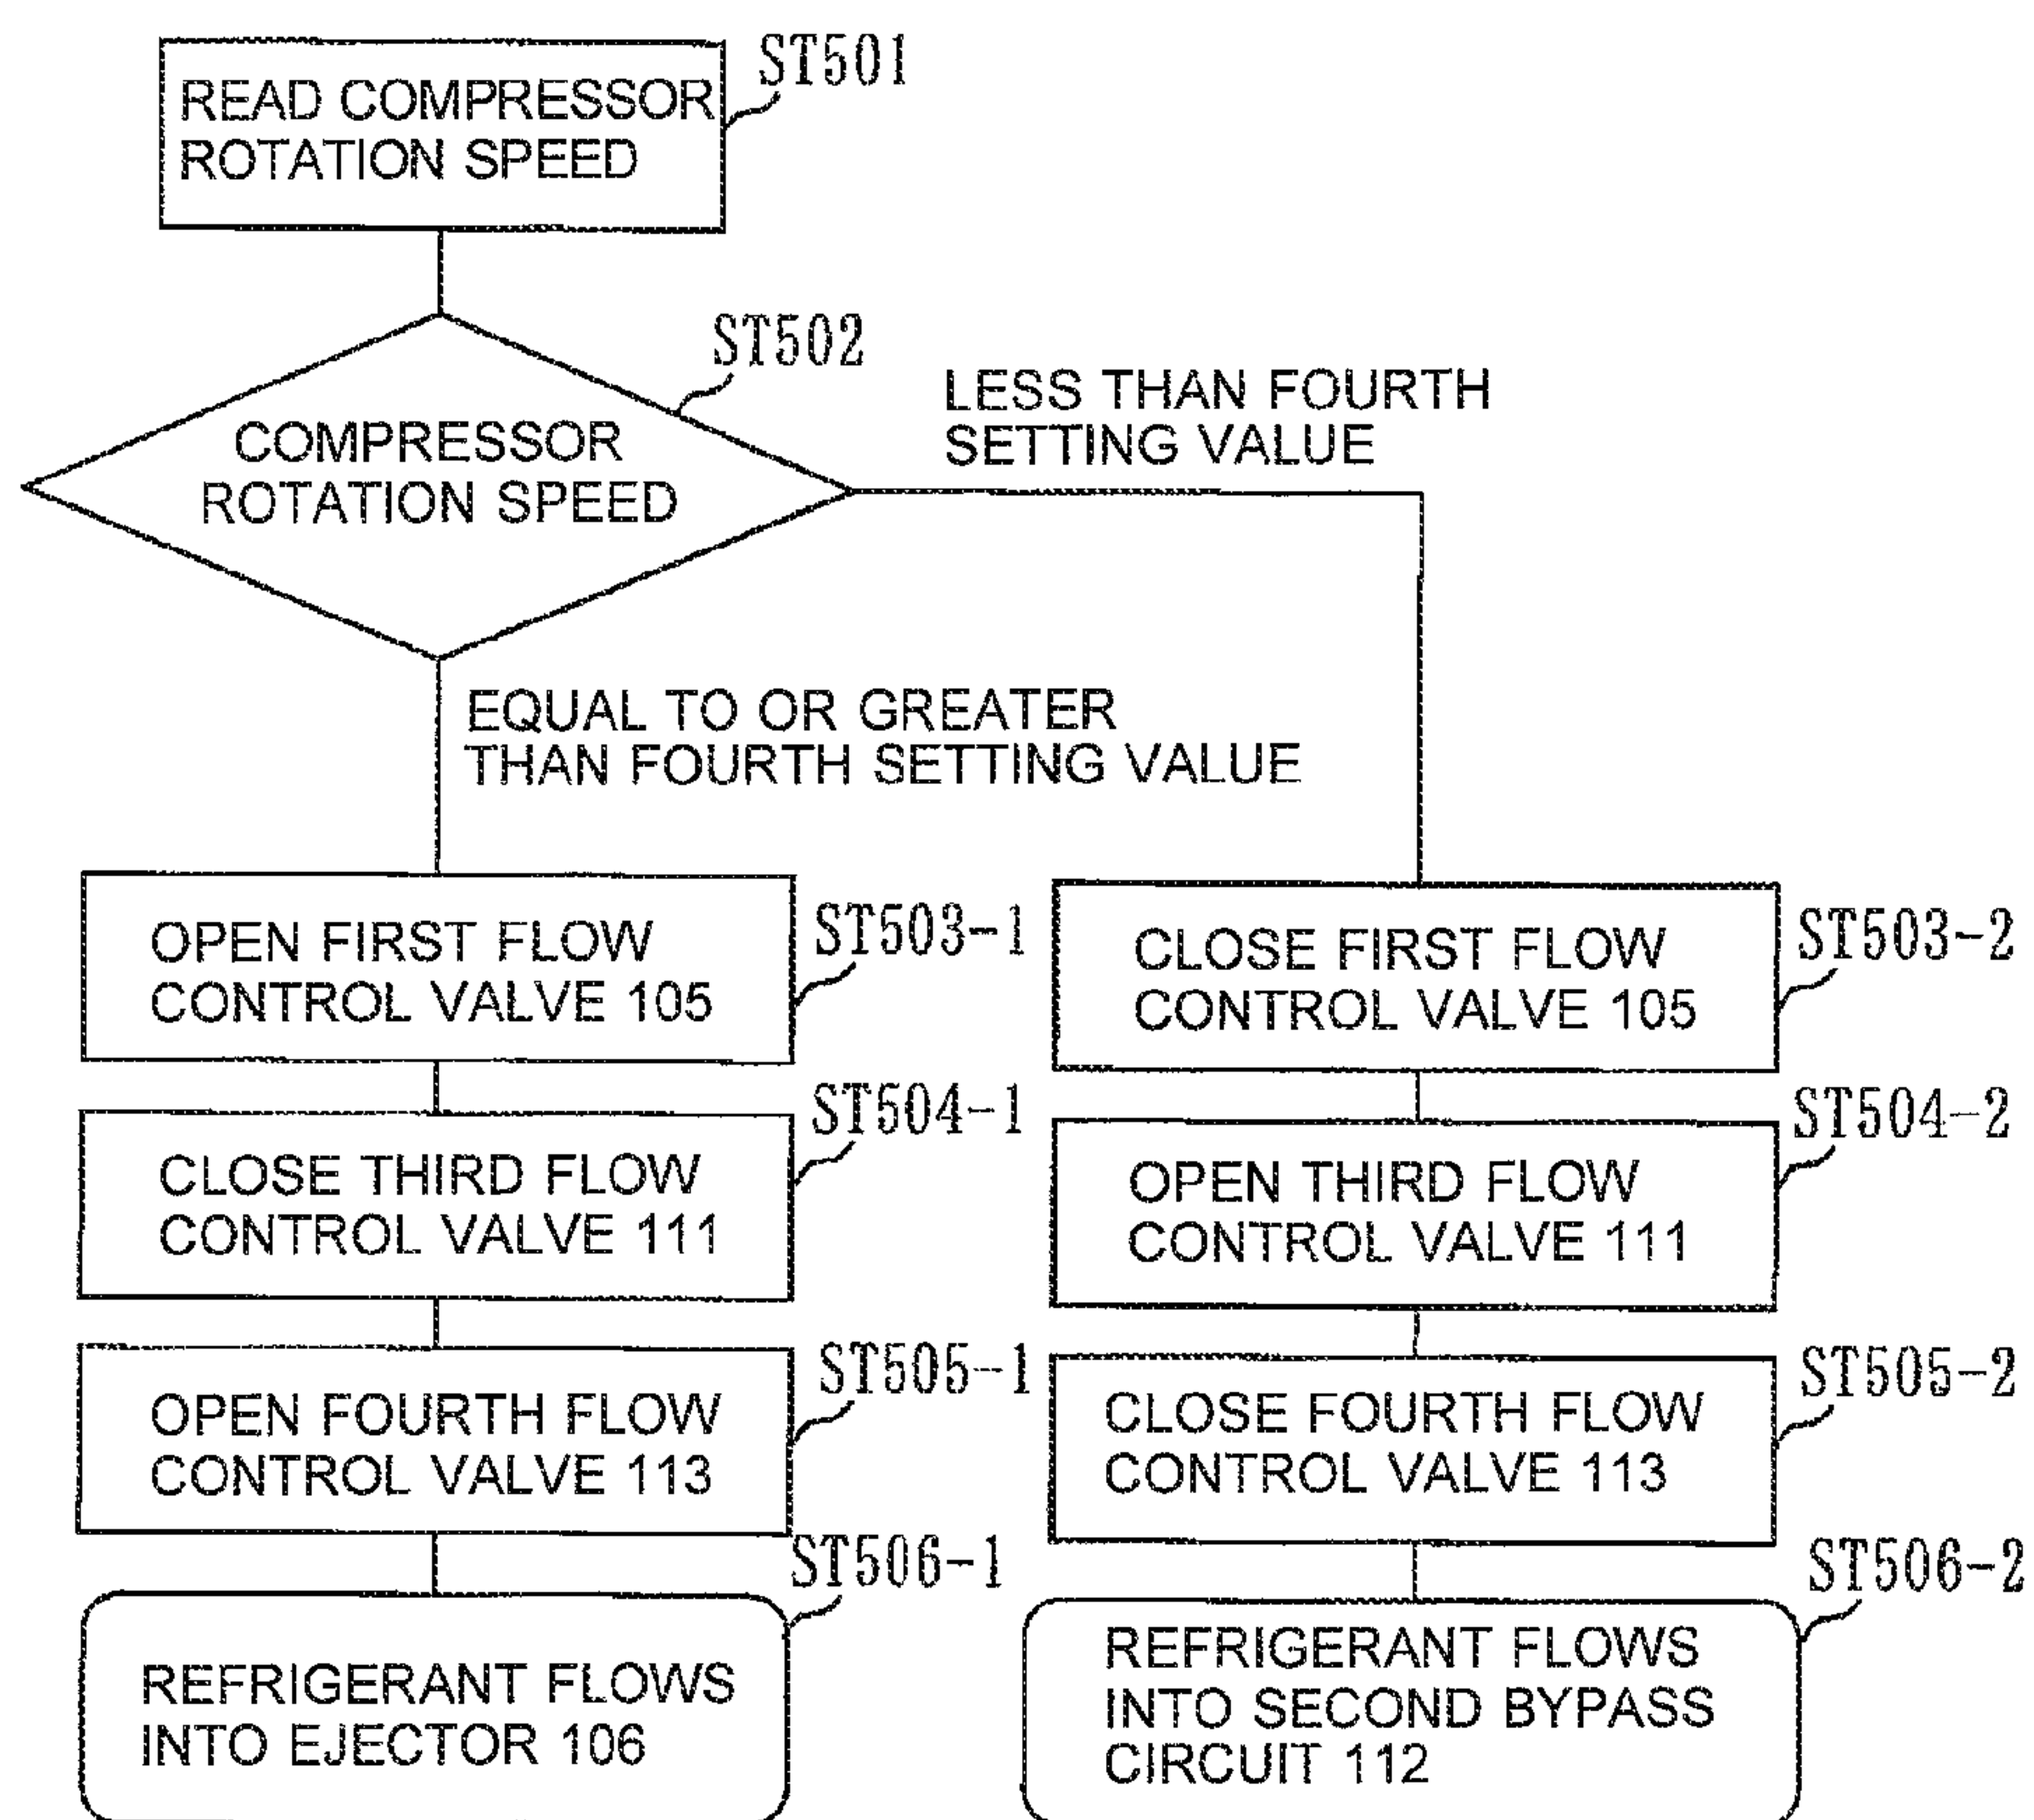 ST501
READ COMPRESSOR
ROTATION SPEED
ST502
COMPRESSOR
ROTATION SPEED
LESS THAN FOURTH
SETTING VALUE
EQUAL TO OR GREATER
THAN FOURTH SETTING VALUE
OPEN FIRST FLOW
CONTROL VALVE 105
ST503-1
CLOSE FIRST FLOW
CONTROL VALVE 105
ST503-2
CLOSE THIRD FLOW
CONTROL VALVE 111
ST504-1
OPEN THIRD FLOW
CONTROL VALVE 111
ST504-2
OPEN FOURTH FLOW
CONTROL VALVE 113
ST505-1
CLOSE FOURTH FLOW
CONTROL VALVE 113
ST505-2
REFRIGERANT FLOWS
INTO EJECTOR 106
ST506-1
REFRIGERANT FLOWS
INTO SECOND BYPASS
CIRCUIT 112
ST506-2